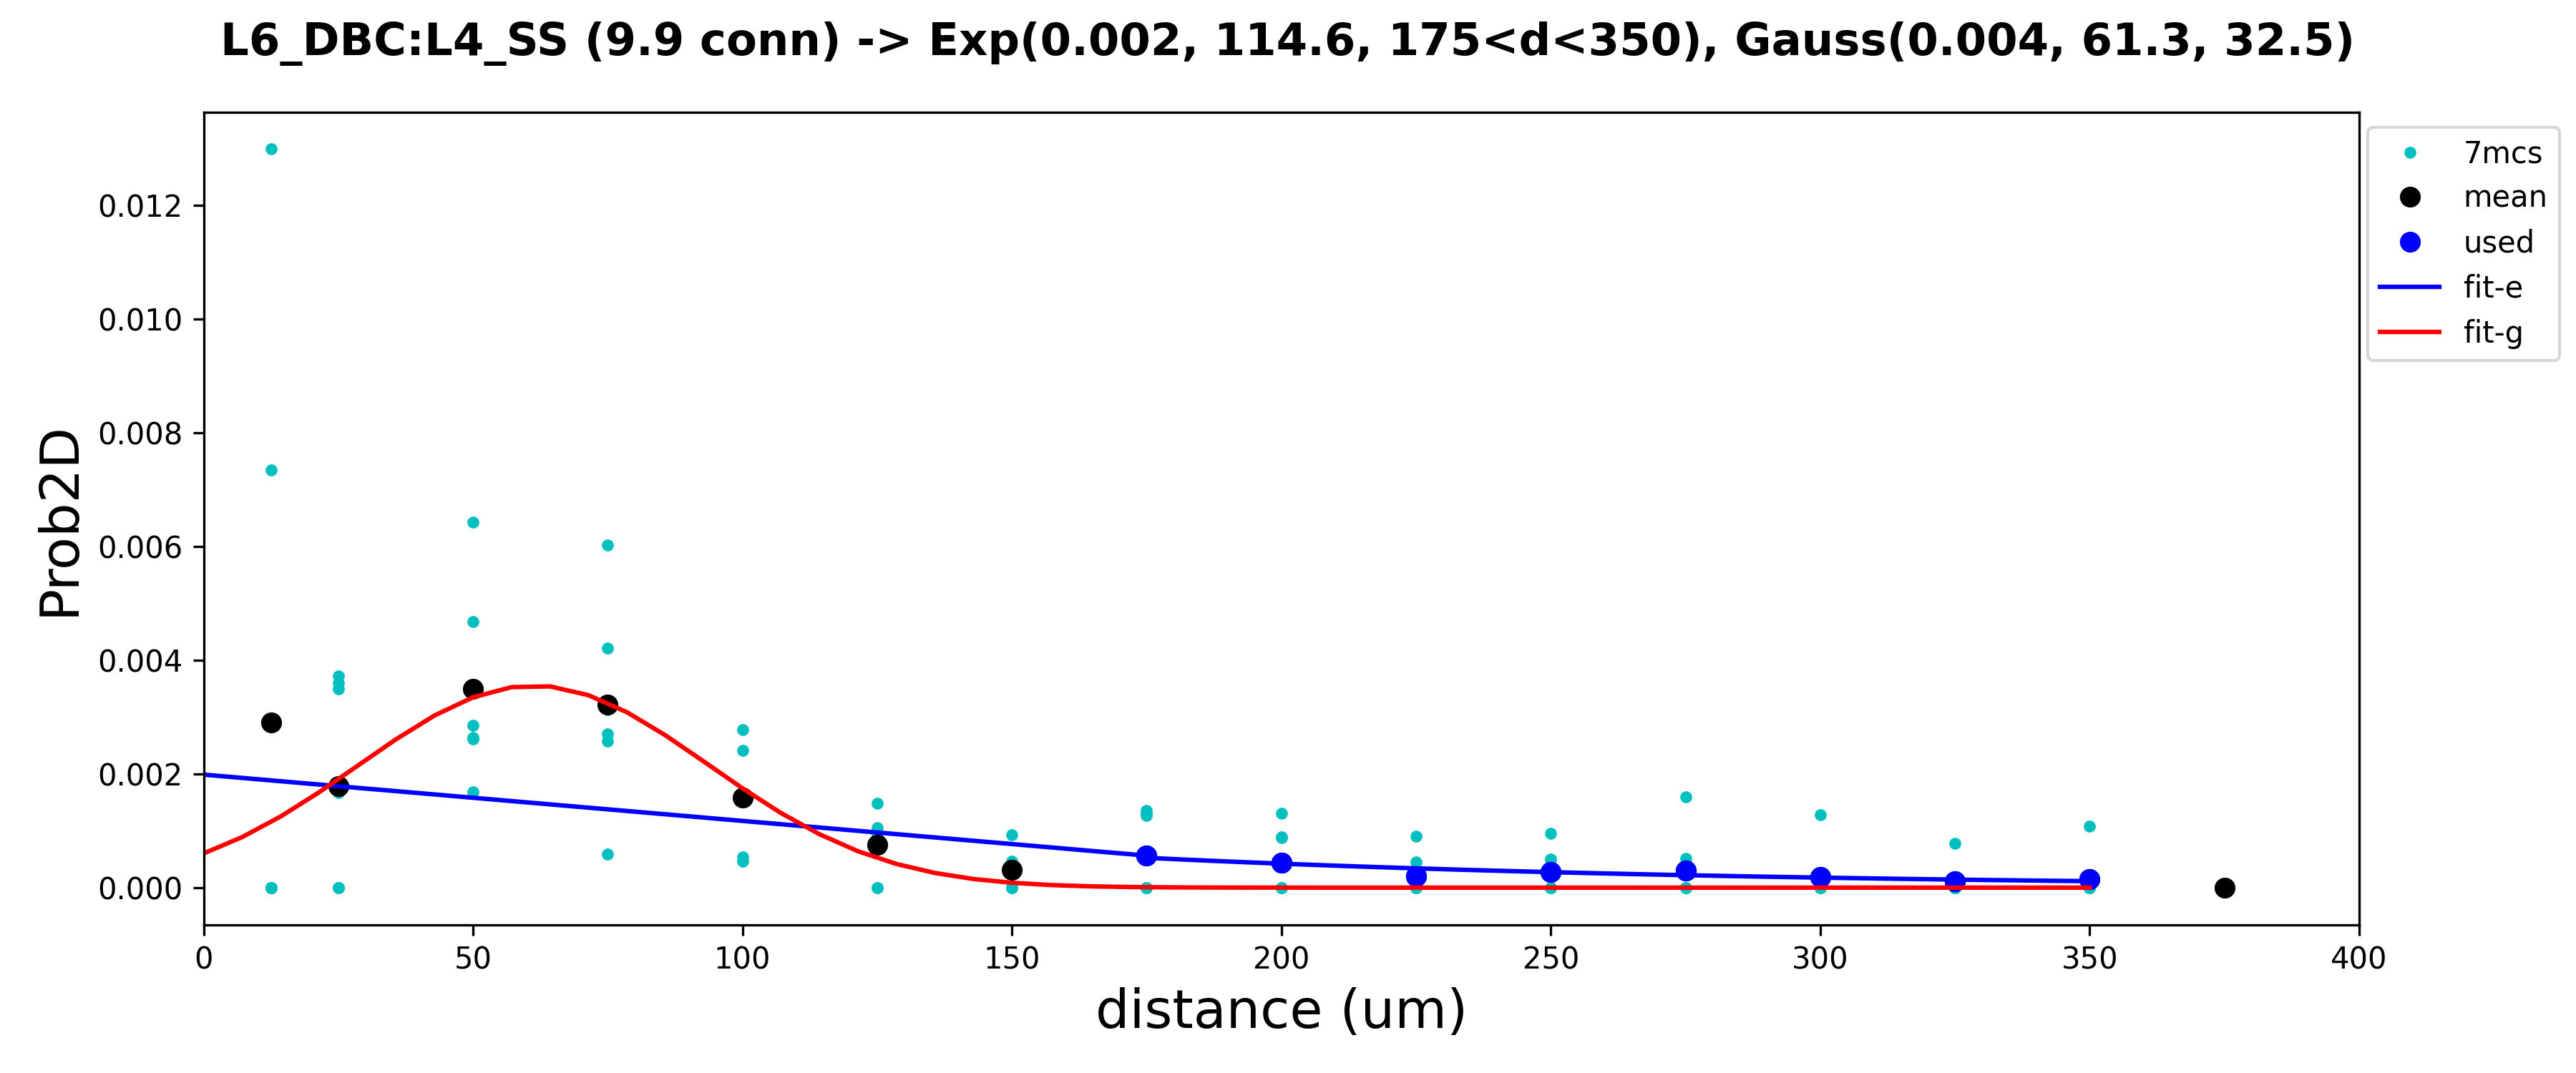 L6_DBC:L4_SS (9.9 conn) -> Exp(0.002, 114.6, 175<d<350), Gauss(0.004, 61.3, 32.5)
7mcs
mean
used
fit-e
fit-g
Prob2D
0.012
0.010
0.008
0.006
0.004
0.002
0.000
0 50 100 150 200 250 300 350 400
distance (um)